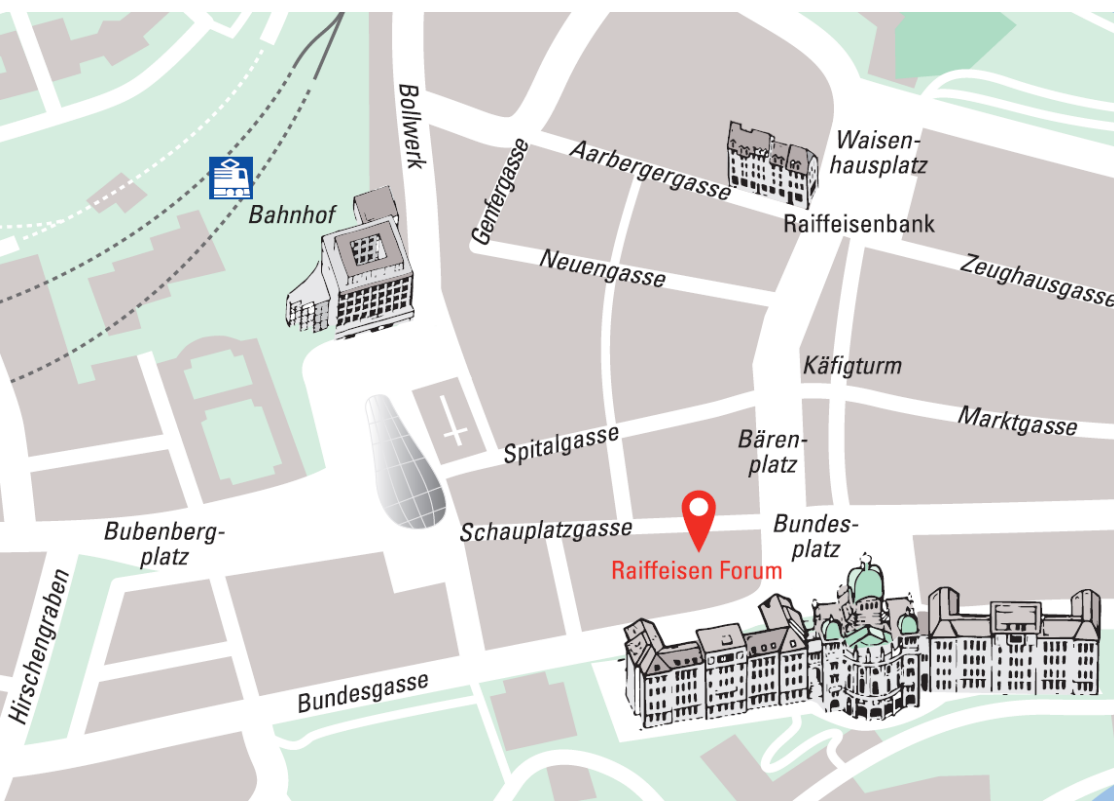 Bollwerk
Waisen-
hausplatz
Aarbergergasse
Genfergasse
Bahnhof
Raiffeisenbank
Neuengasse
Zeughausgasse
Käfigturm
Marktgasse
Spitalgasse
Bären-
platz
Bubenberg-
platz
Schauplatzgasse
Bundes-
platz
Raiffeisen Forum
Hirschengraben
Bundesgasse